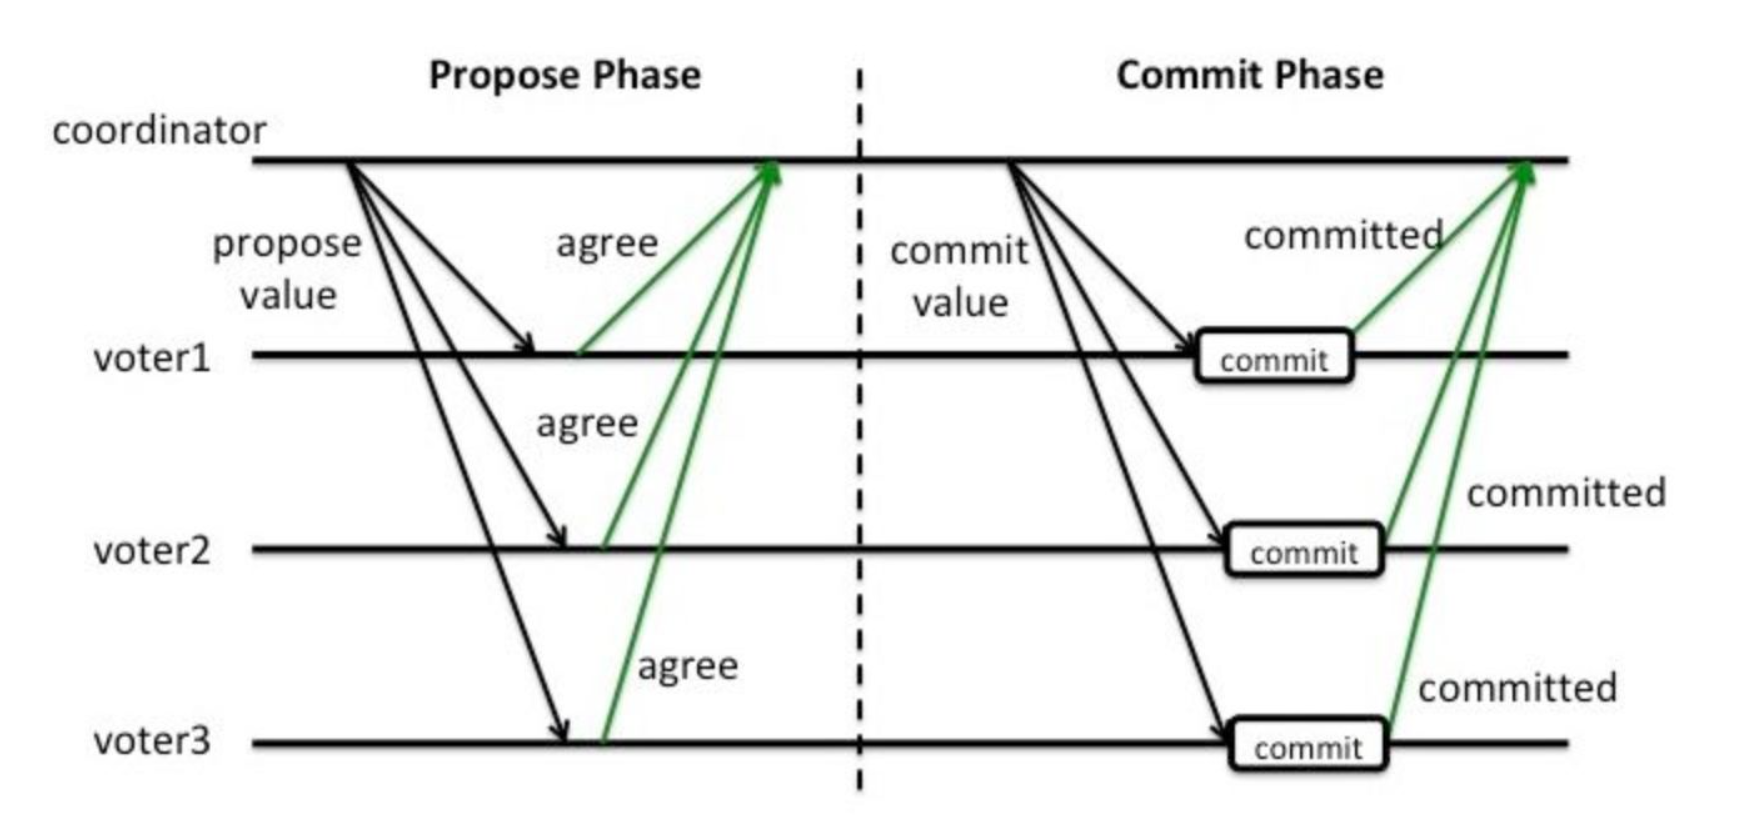 Propose Phase
Commit Phase
coordinator
propose
value
agree
commit
value
committed
voter1
commit
agree
committed
voter2
commit
agree
committed
voter3
commit